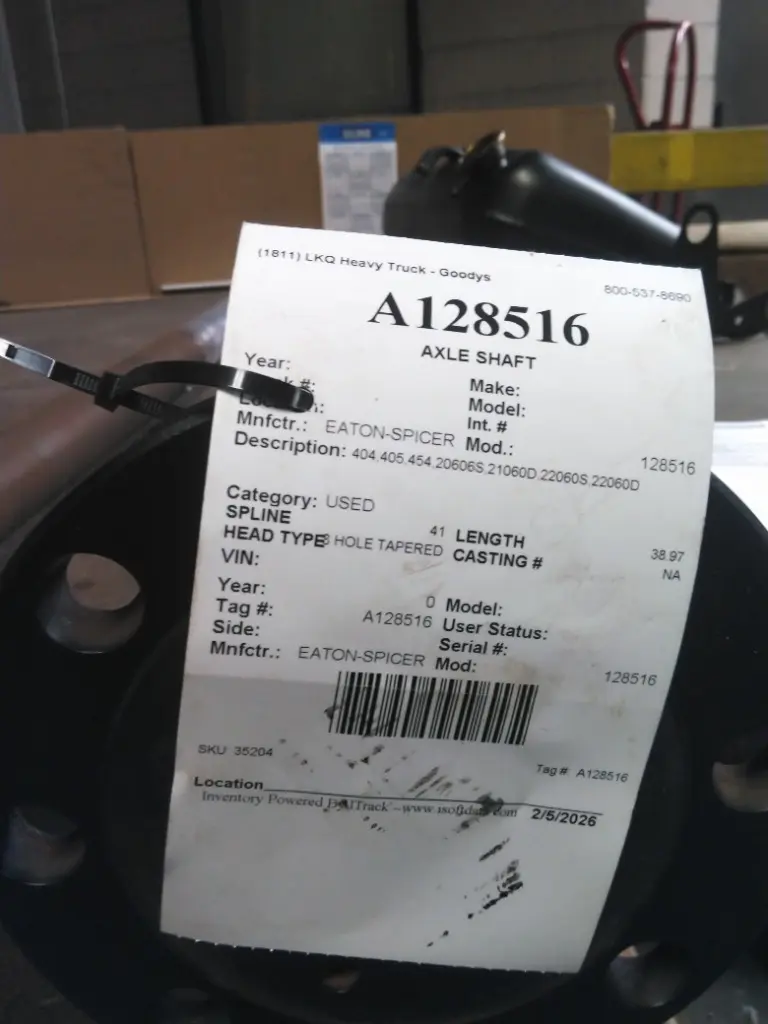 (1811) LKQ Heavy Truck - Goodys
800-537-8690
A128516
AXLE SHAFT
Year:
Make:
#:
Model:
Int. #
Mnfctr.: EATON-SPICER Mod.: 128516
Description: 404,405,454,20606S,21060D,22060S,22060D
Category: USED
SPLINE 41 LENGTH 38.97
HEAD TYPE 8 HOLE TAPERED CASTING # NA
VIN:
Year: 0 Model:
Tag #: A128516 User Status:
Side: Serial #:
Mnfctr.: EATON-SPICER Mod: 128516
SKU 35204
Tag# A128516
Location
Inventory Powered 2/5/2026